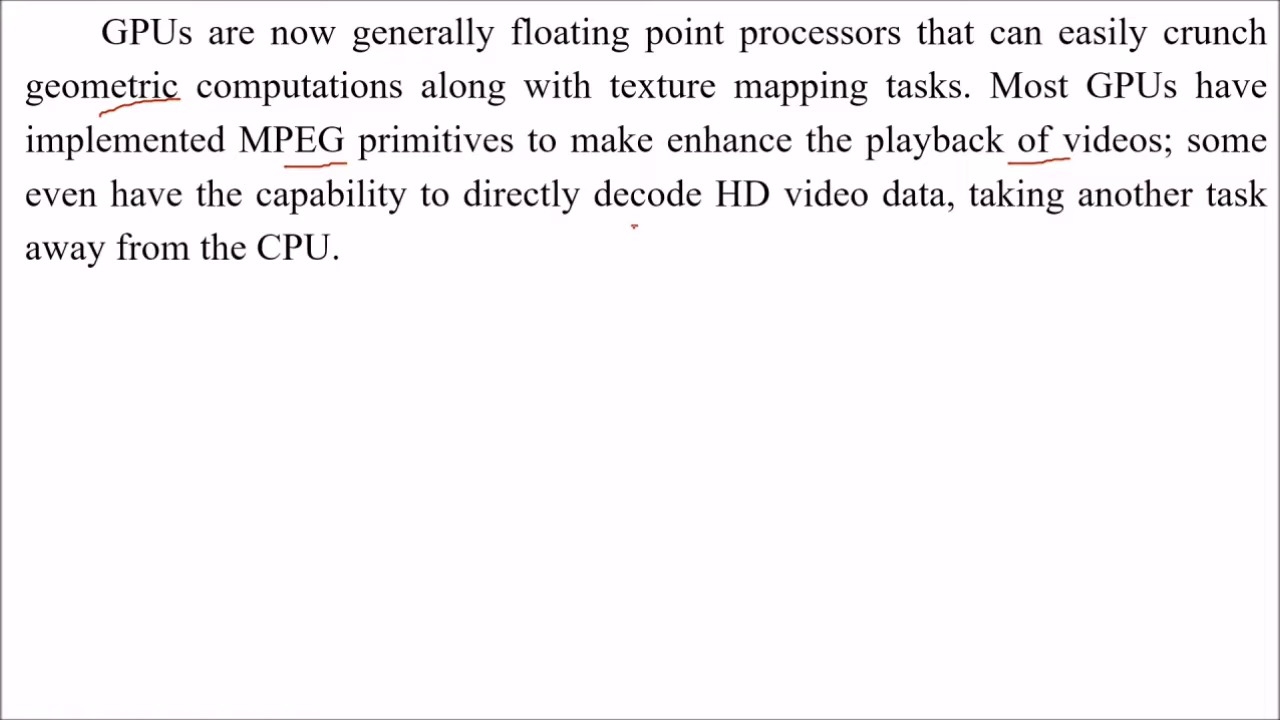 GPUs are now generally floating point processors that can easily crunch
geometric computations along with texture mapping tasks. Most GPUs have
implemented MPEG primitives to make enhance the playback of videos; some
even have the capability to directly decode HD video data, taking another task
away from the CPU.